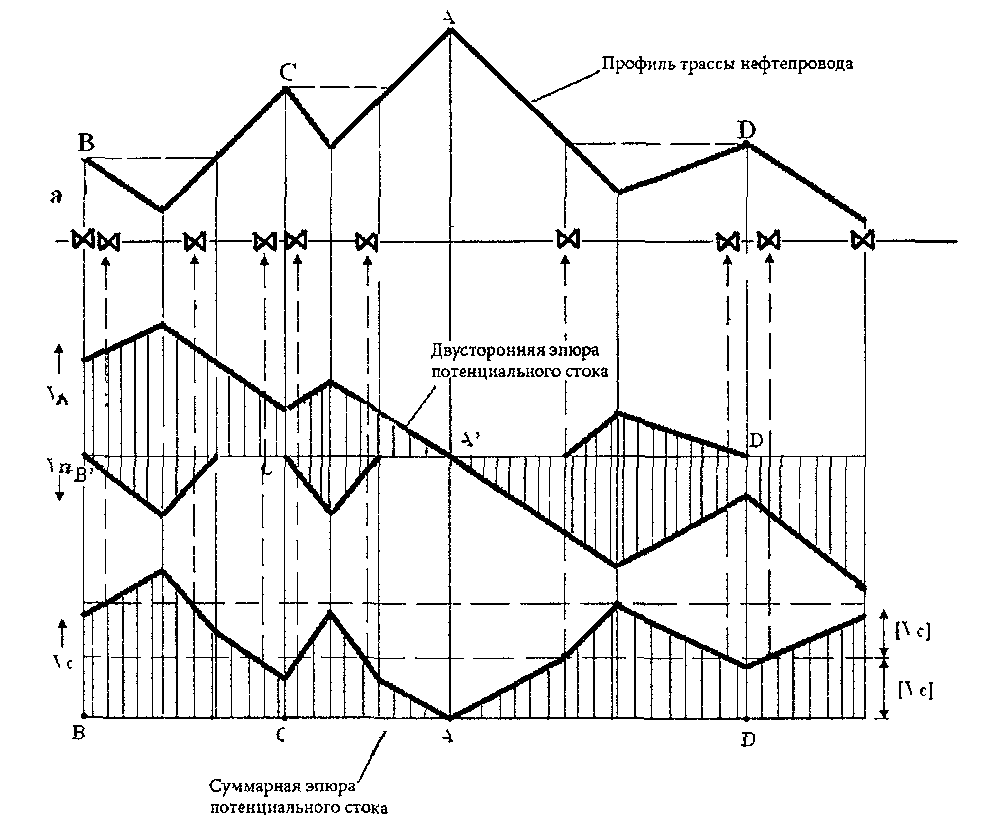 A
Профиль трассы нефтепровода
C
B
D
а
Двусторонняя эпюра
потенциального стока
A'
D
B'
B
C
A
D
Суммарная эпюра
потенциального стока